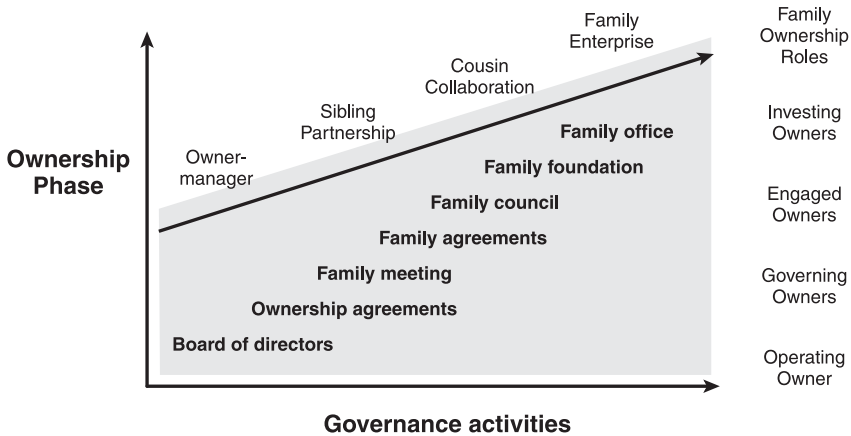 Family
Enterprise
Family
Ownership
Roles
Cousin
Collaboration
Sibling
Partnership
Owner-
manager
Ownership
Phase
Family office
Family foundation
Family council
Family agreements
Family meeting
Ownership agreements
Board of directors
Investing
Owners
Engaged
Owners
Governing
Owners
Operating
Owner
Governance activities